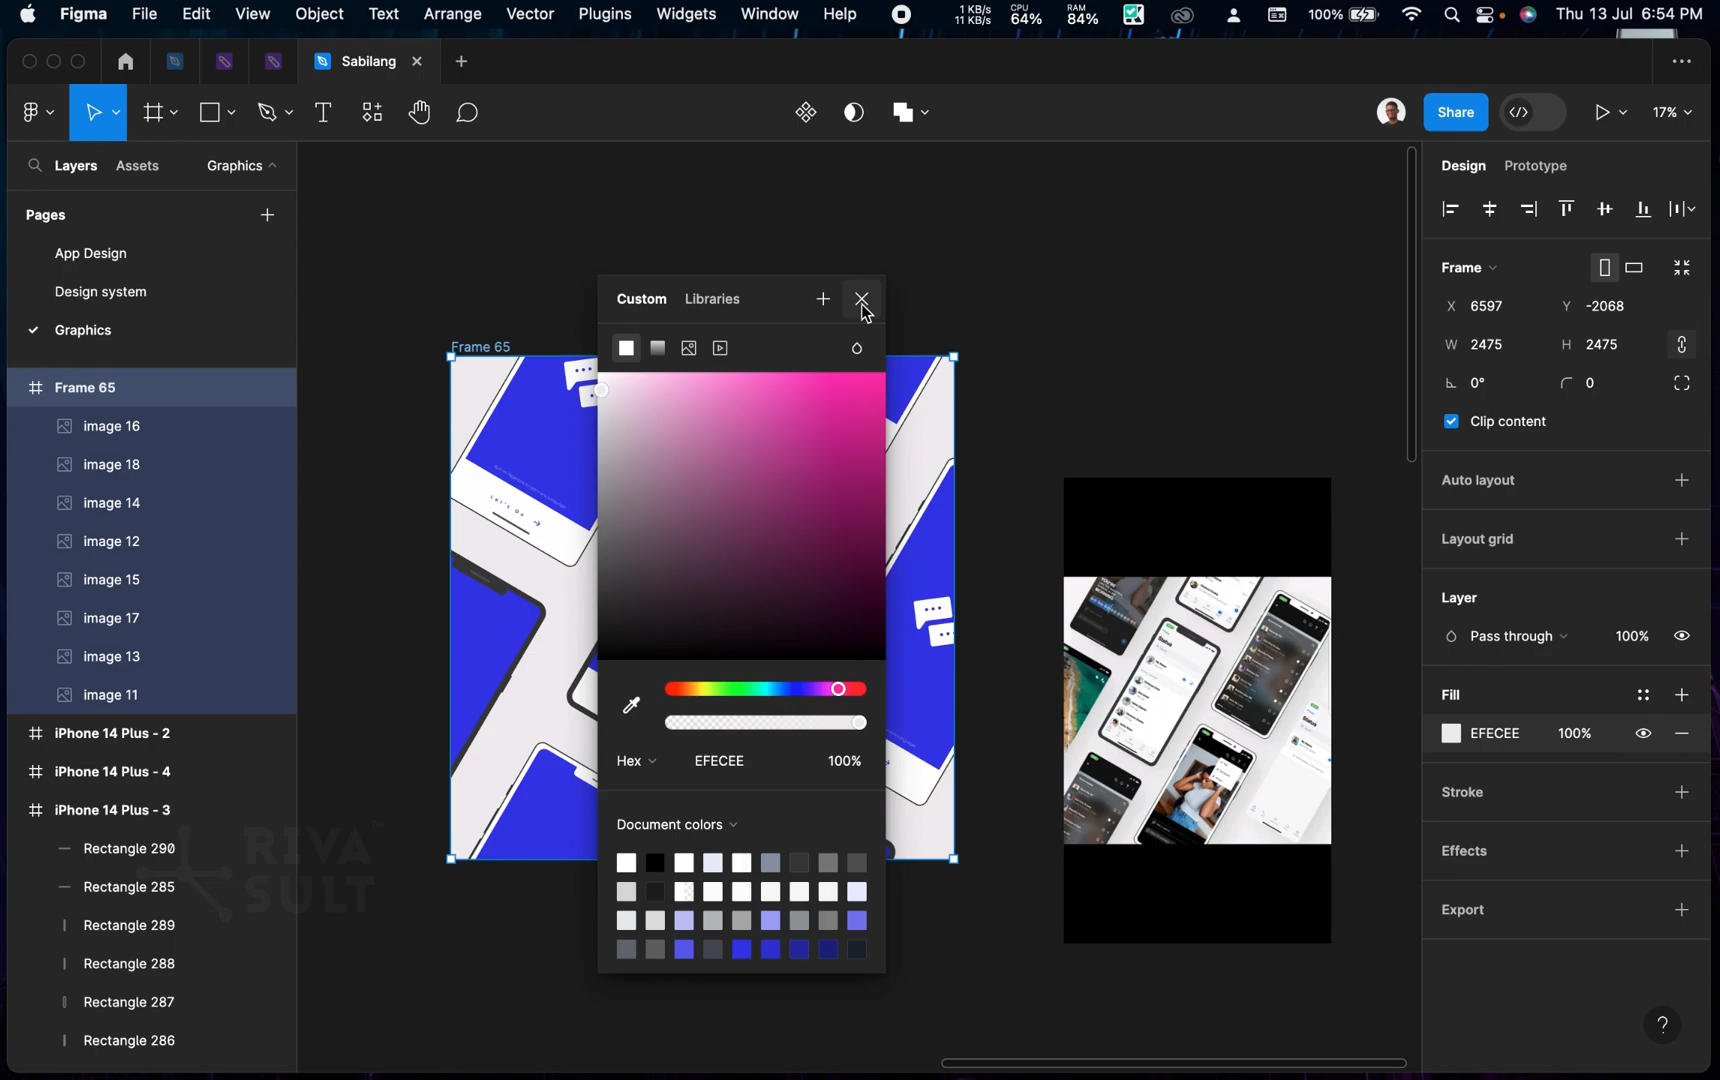 Figma File Edit View Object Text Arrange Vector Plugins Widgets Window Help
1 KB/s
11 KB/s
CPU
64%
RAM
84%
100%
Thu 13 Jul 6:54 PM
Sabilang
Share
17%
Layers Assets Graphics
Pages
App Design
Design system
Graphics
Frame 65
image 16
image 18
image 14
image 12
image 15
image 17
image 13
image 11
iPhone 14 Plus - 2
iPhone 14 Plus - 4
iPhone 14 Plus - 3
Rectangle 290
Rectangle 285
Rectangle 289
Rectangle 288
Rectangle 287
Rectangle 286
RIVA
SULT
Frame 65
Let's Go
Custom Libraries
Hex EFECEE 100%
Document colors
Status
Design Prototype
Frame
X 6597 Y -2068
W 2475 H 2475
0° 0
Clip content
Auto layout
Layout grid
Layer
Pass through 100%
Fill
EFECEE 100%
Stroke
Effects
Export
?